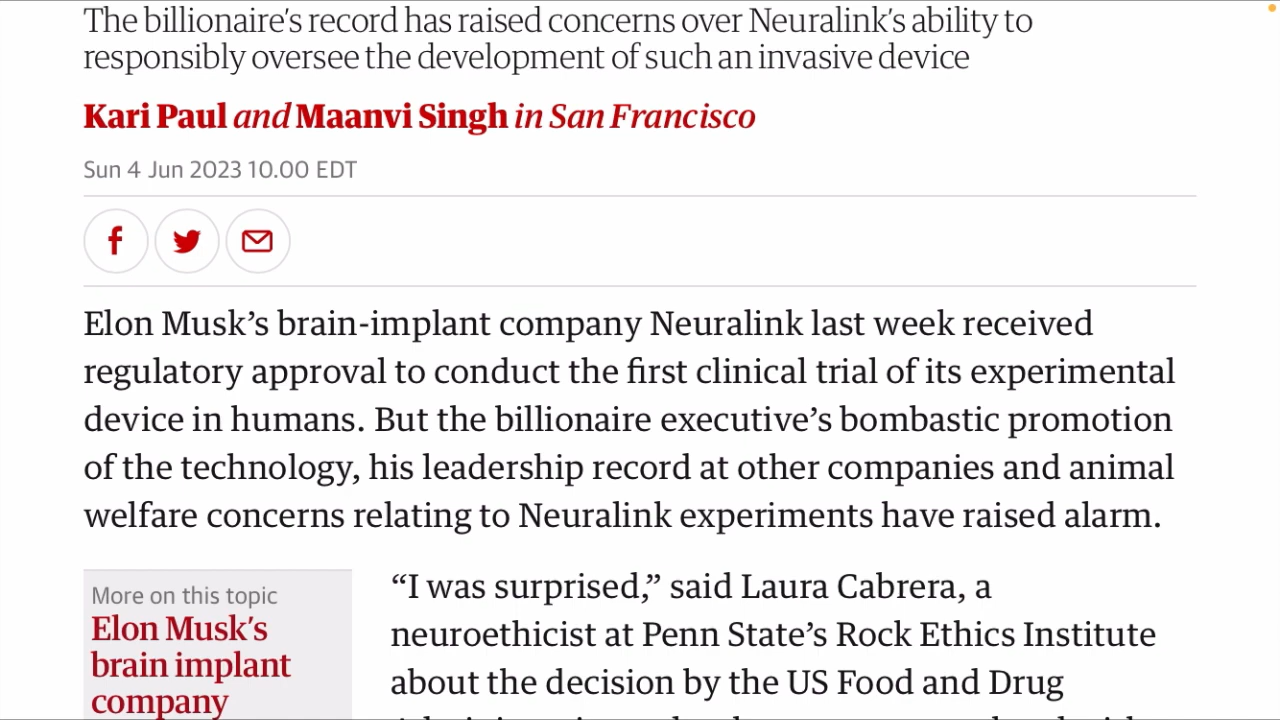 The billionaire’s record has raised concerns over Neuralink’s ability to
responsibly oversee the development of such an invasive device
Kari Paul and Maanvi Singh in San Francisco
Sun 4 Jun 2023 10.00 EDT
Elon Musk’s brain-implant company Neuralink last week received
regulatory approval to conduct the first clinical trial of its experimental
device in humans. But the billionaire executive’s bombastic promotion
of the technology, his leadership record at other companies and animal
welfare concerns relating to Neuralink experiments have raised alarm.
More on this topic
Elon Musk’s
brain implant
company
“I was surprised,” said Laura Cabrera, a
neuroethicist at Penn State’s Rock Ethics Institute
about the decision by the US Food and Drug